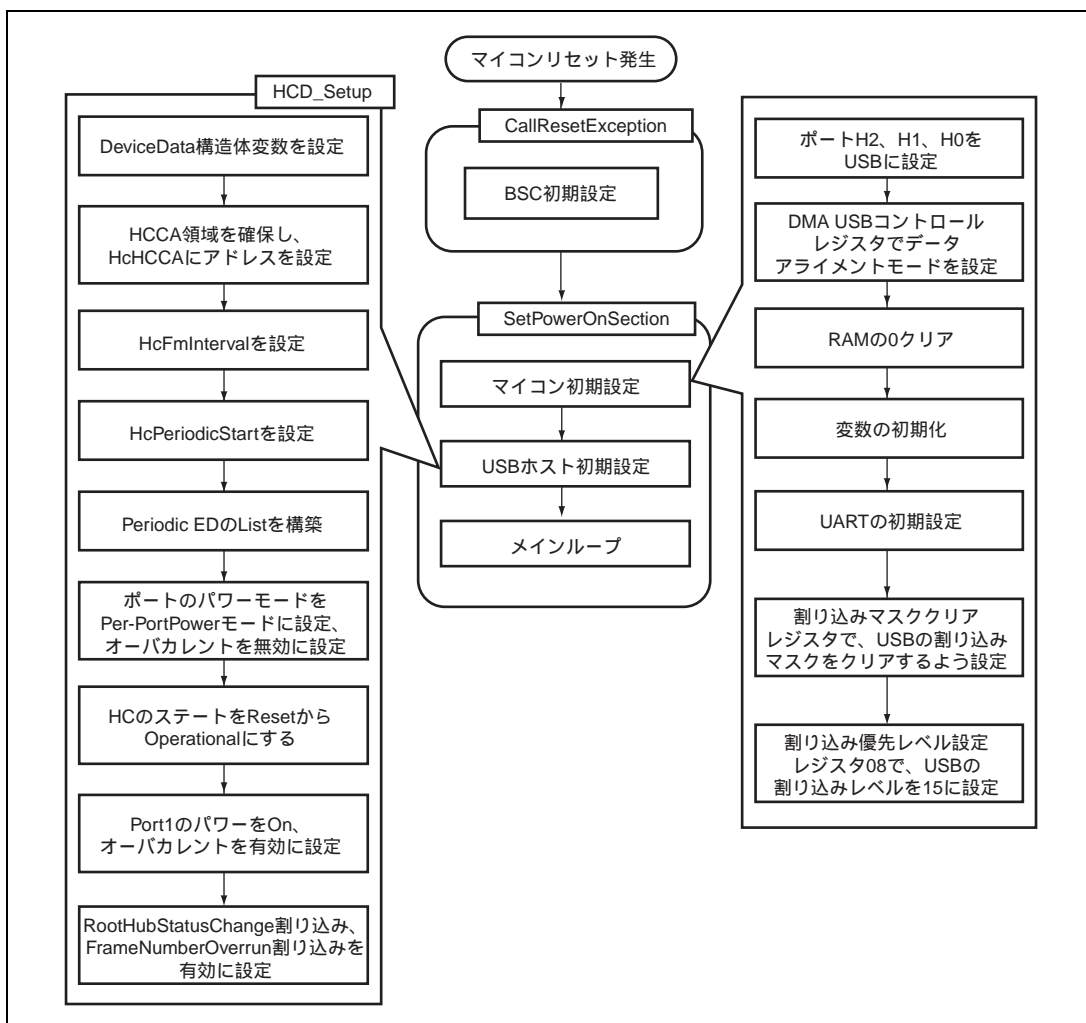 マイコンリセット発生
CallResetException
BSC初期設定
SetPowerOnSection
マイコン初期設定
USBホスト初期設定
メインループ
HCD_Setup
DeviceData構造体変数を設定
HCCA領域を確保し、
HcHCCAにアドレスを設定
HcFmIntervalを設定
HcPeriodicStartを設定
Periodic EDのListを構築
ポートのパワーモードを
Per-PortPowerモードに設定、
オーバカレントを無効に設定
HCのステートをResetから
Operationalにする
Port1のパワーをOn、
オーバカレントを有効に設定
RootHubStatusChange割り込み、
FrameNumberOverrun割り込みを
有効に設定
ポートH2、H1、H0を
USBに設定
DMA USBコントロール
レジスタでデータ
アライメントモードを設定
RAMの0クリア
変数の初期化
UARTの初期設定
割り込みマスククリア
レジスタで、USBの割り込み
マスクをクリアするよう設定
割り込み優先レベル設定
レジスタ08で、USBの
割り込みレベルを15に設定